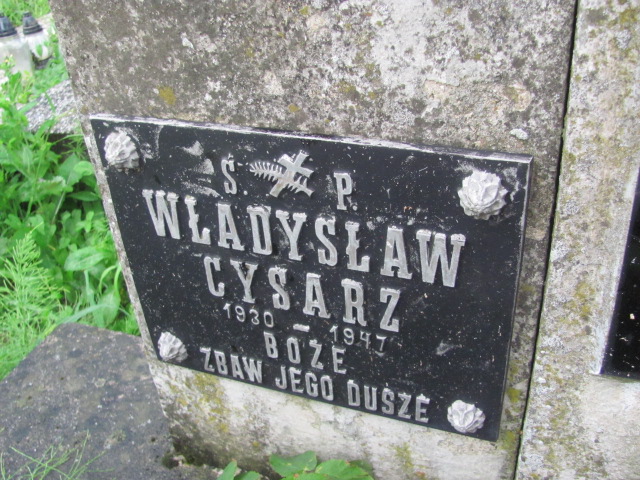 Ś. P.
WŁADYSŁAW
CYSARZ
1930 - 1947
BOŻE
ZBAW JEGO DUSZĘ